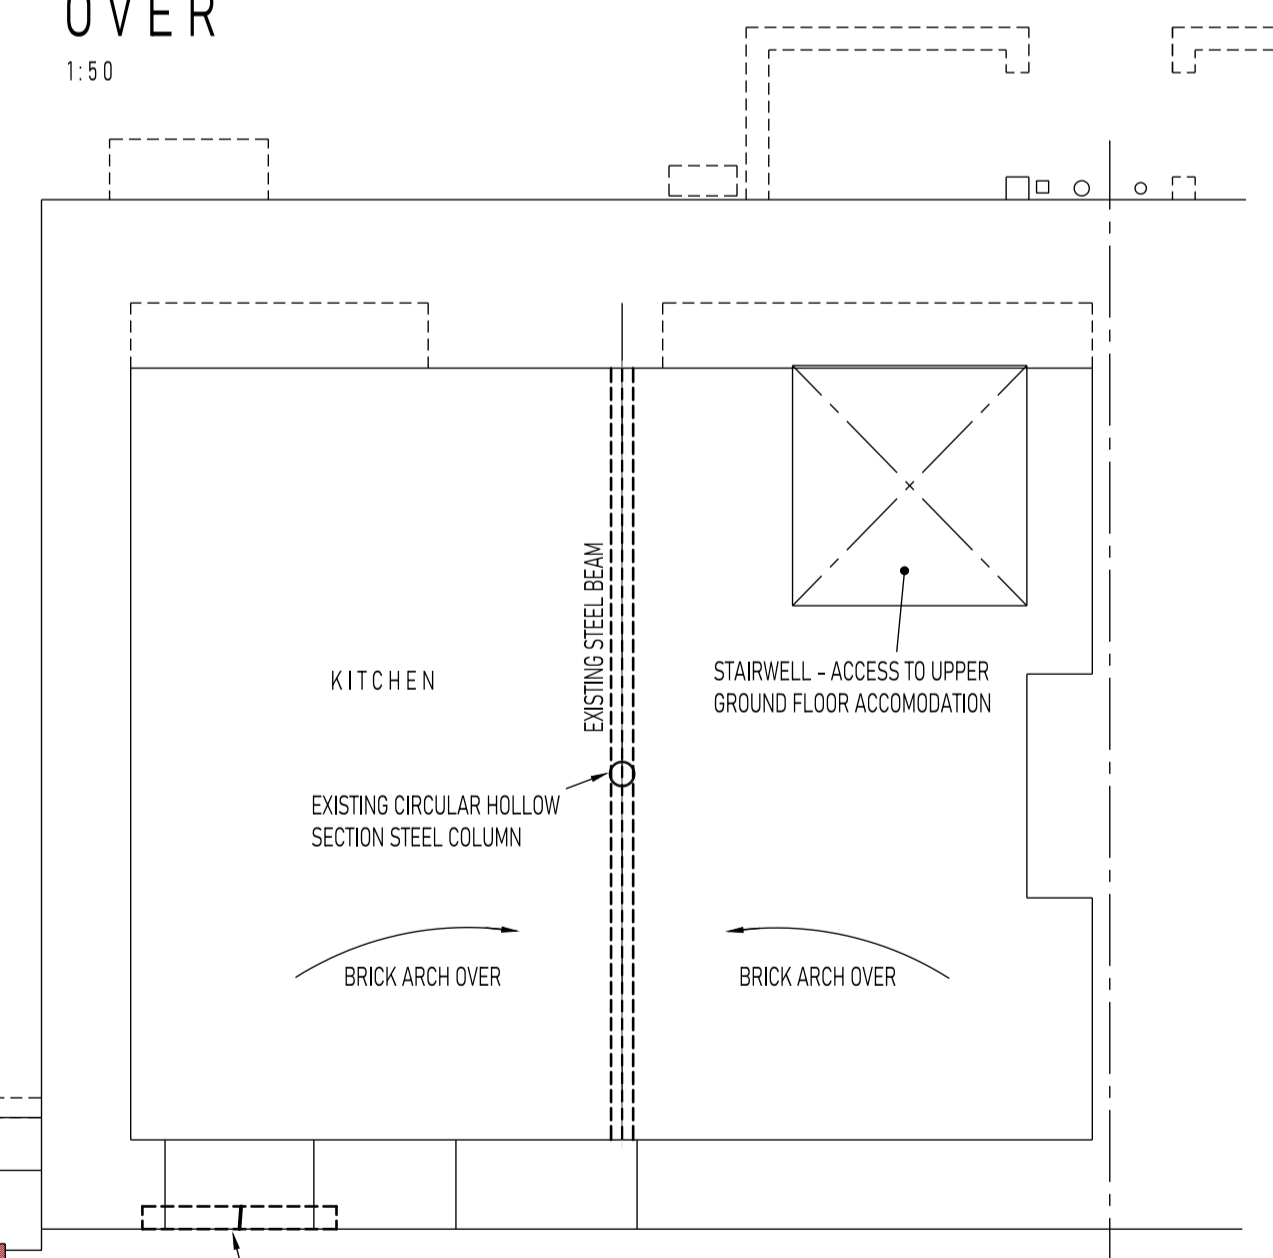 OVER
1:50
EXISTING STEEL BEAM
KITCHEN
STAIRWELL - ACCESS TO UPPER
GROUND FLOOR ACCOMODATION
EXISTING CIRCULAR HOLLOW
SECTION STEEL COLUMN
BRICK ARCH OVER
BRICK ARCH OVER